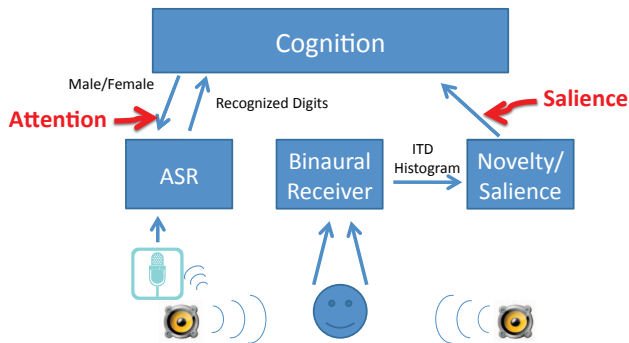 Cognition
Male/Female
Recognized Digits
Attention
Salience
ASR
Binaural
Receiver
ITD
Histogram
Novelty/
Salience